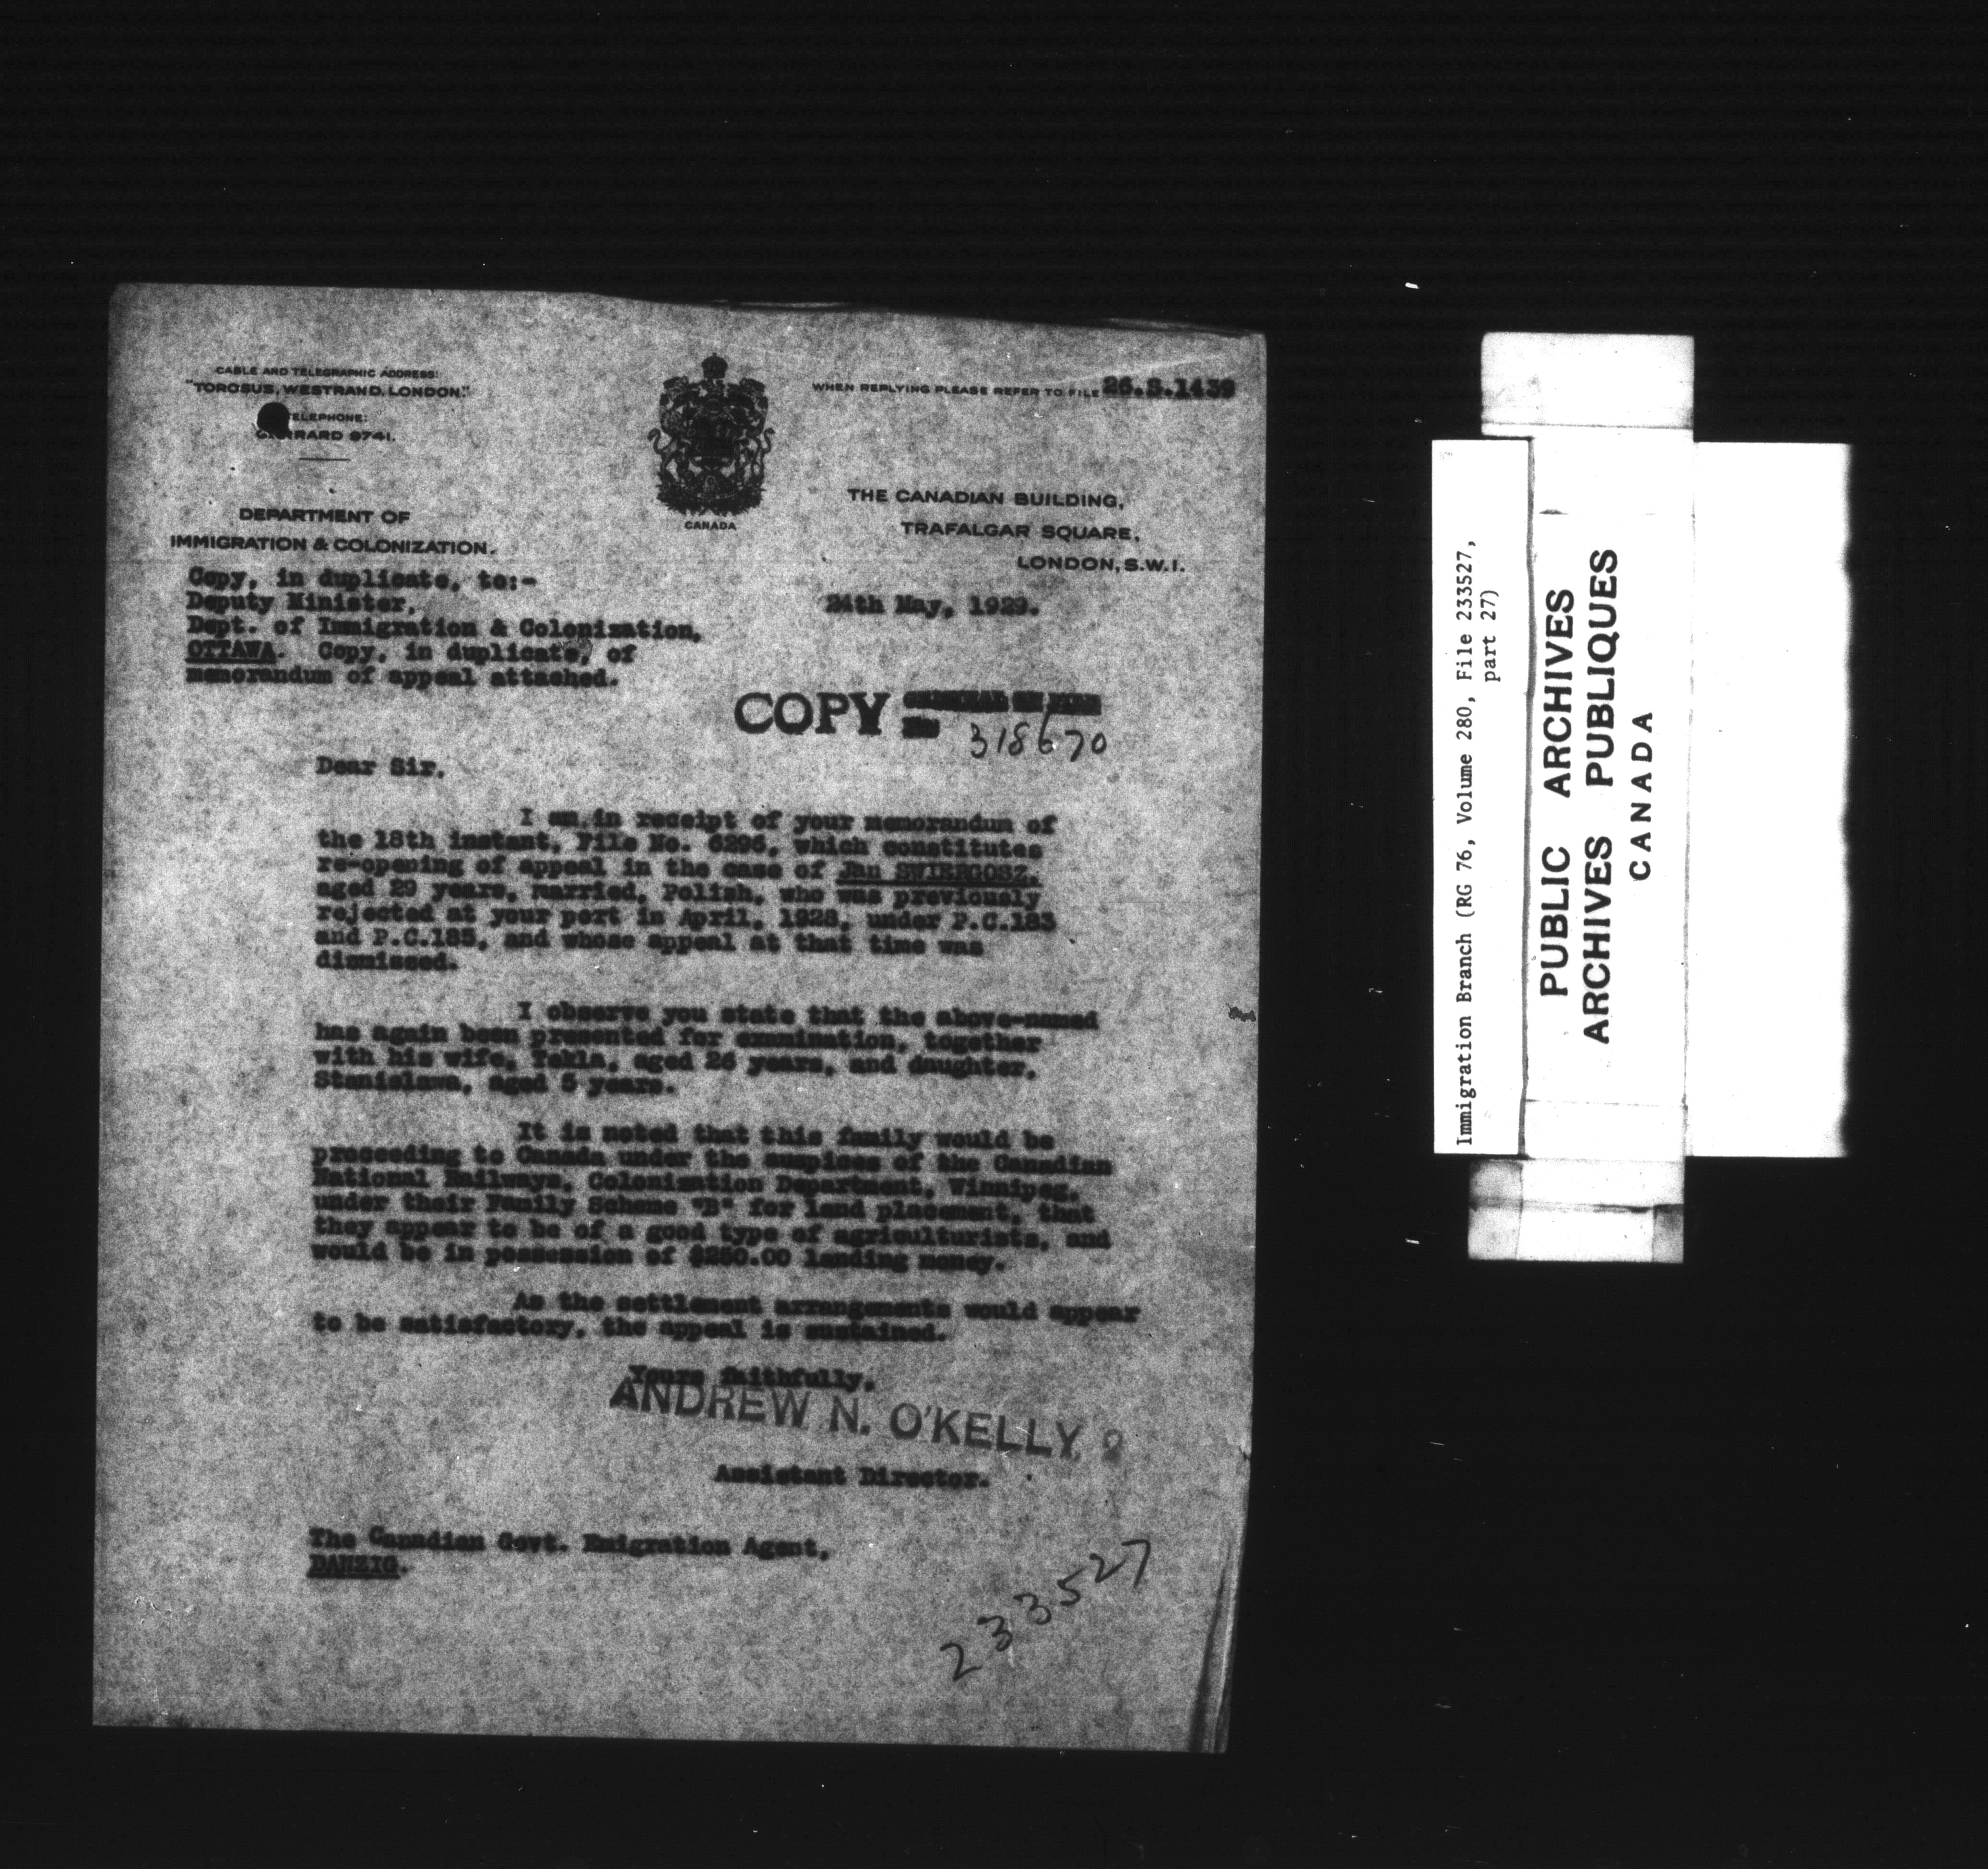 CABLE AND TELEGRAPHIC ADDRESS:
"TOROSUS, WESTRAND, LONDON."
TELEPHONE:
GERRARD 9741.
WHEN REPLYING PLEASE REFER TO FILE 26.S.1439
CANADA
DEPARTMENT OF
IMMIGRATION & COLONIZATION.
THE CANADIAN BUILDING,
TRAFALGAR SQUARE,
LONDON, S.W.1.
24th May, 1929.
Copy, in duplicate, to:-
Deputy Minister,
Dept. of Immigration & Colonization,
OTTAWA. Copy, in duplicate, of
memorandum of appeal attached.
COPY ORIGINAL ON FILE
No 318670
Dear Sir,
I am in receipt of your memorandum of
the 18th instant, File No. 6296, which constitutes
re-opening of appeal in the case of Jan SWIERGOSZ,
aged 29 years, married, Polish, who was previously
rejected at your port in April, 1928, under P.C.183
and P.C.185, and whose appeal at that time was
dismissed.
I observe you state that the above-named
has again been presented for examination, together
with his wife, Tekla, aged 26 years, and daughter,
Stanislawa, aged 5 years.
It is noted that this family would be
proceeding to Canada under the auspices of the Canadian
National Railways, Colonization Department, Winnipeg,
under their Family Scheme "B" for land placement, that
they appear to be of a good type of agriculturists, and
would be in possession of $250.00 landing money.
As the settlement arrangements would appear
to be satisfactory, the appeal is sustained.
Yours faithfully,
ANDREW N. O'KELLY
Assistant Director.
The Canadian Govt. Emigration Agent,
DANZIG.
233527
Immigration Branch (RG 76, Volume 280, File 233527,
part 27)
PUBLIC ARCHIVES
ARCHIVES PUBLIQUES
CANADA